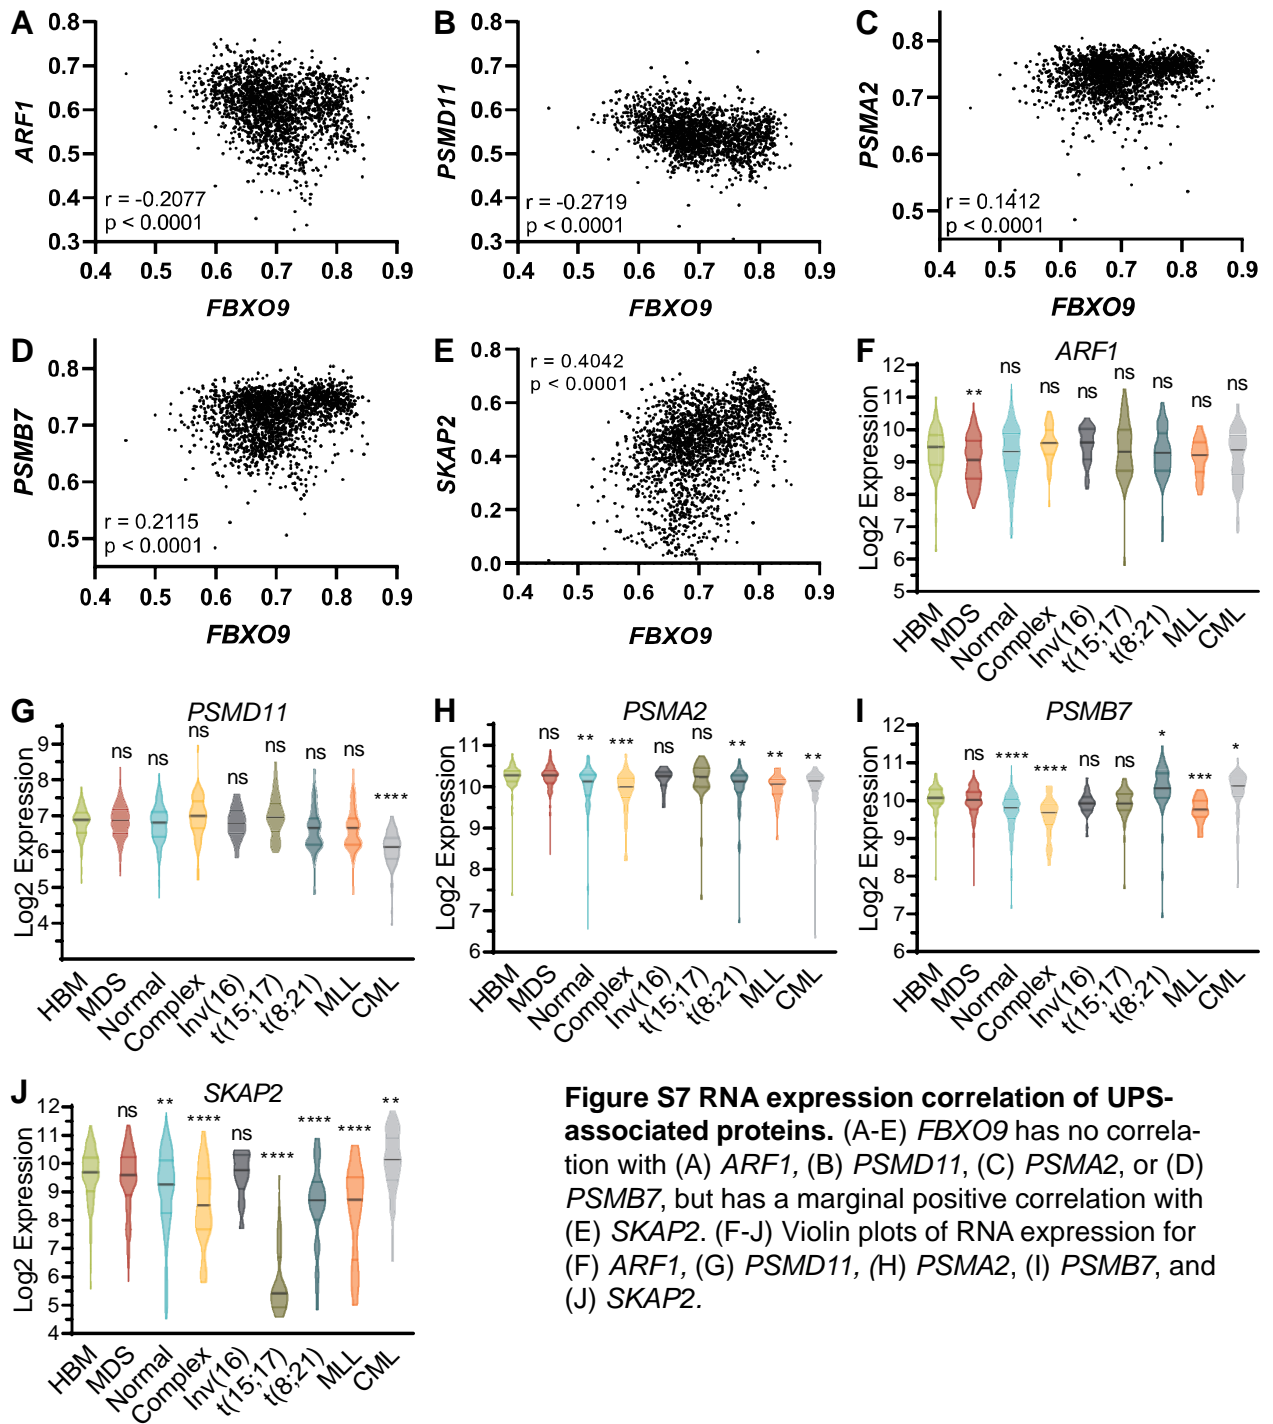 A
0.8
0.7
0.6
0.5
0.4
0.3
ARF1
r = -0.2077
p < 0.0001
0.4 0.5 0.6 0.7 0.8 0.9
FBXO9
B
0.8
0.7
0.6
0.5
0.4
0.3
PSMD11
r = -0.2719
p < 0.0001
0.4 0.5 0.6 0.7 0.8 0.9
FBXO9
C
0.8
0.7
0.6
0.5
PSMA2
r = 0.1412
p < 0.0001
0.4 0.5 0.6 0.7 0.8 0.9
FBXO9
D
0.8
0.7
0.6
0.5
PSMB7
r = 0.2115
p < 0.0001
0.4 0.5 0.6 0.7 0.8 0.9
FBXO9
E
0.8
0.6
0.4
0.2
0.0
SKAP2
r = 0.4042
p < 0.0001
0.4 0.5 0.6 0.7 0.8 0.9
FBXO9
F
ARF1
12
11
10
9
8
7
6
5
Log2 Expression
** ns ns ns ns ns ns ns
HBM MDS Normal Complex Inv(16) t(15;17) t(8;21) MLL CML
G
PSMD11
9
8
7
6
5
4
Log2 Expression
ns ns ns ns ns ns ns ****
HBM MDS Normal Complex Inv(16) t(15;17) t(8;21) MLL CML
H
PSMA2
11
10
9
8
7
6
Log2 Expression
ns ** *** ns ns ** ** **
HBM MDS Normal Complex Inv(16) t(15;17) t(8;21) MLL CML
I
PSMB7
12
11
10
9
8
7
6
Log2 Expression
ns **** **** ns ns * *** *
HBM MDS Normal Complex Inv(16) t(15;17) t(8;21) MLL CML
J
SKAP2
12
11
10
9
8
7
6
5
4
Log2 Expression
ns ** **** ns **** **** **** **
HBM MDS Normal Complex Inv(16) t(15;17) t(8;21) MLL CML
Figure S7 RNA expression correlation of UPS-
associated proteins. (A-E) FBXO9 has no correla-
tion with (A) ARF1, (B) PSMD11, (C) PSMA2, or (D)
PSMB7, but has a marginal positive correlation with
(E) SKAP2. (F-J) Violin plots of RNA expression for
(F) ARF1, (G) PSMD11, (H) PSMA2, (I) PSMB7, and
(J) SKAP2.